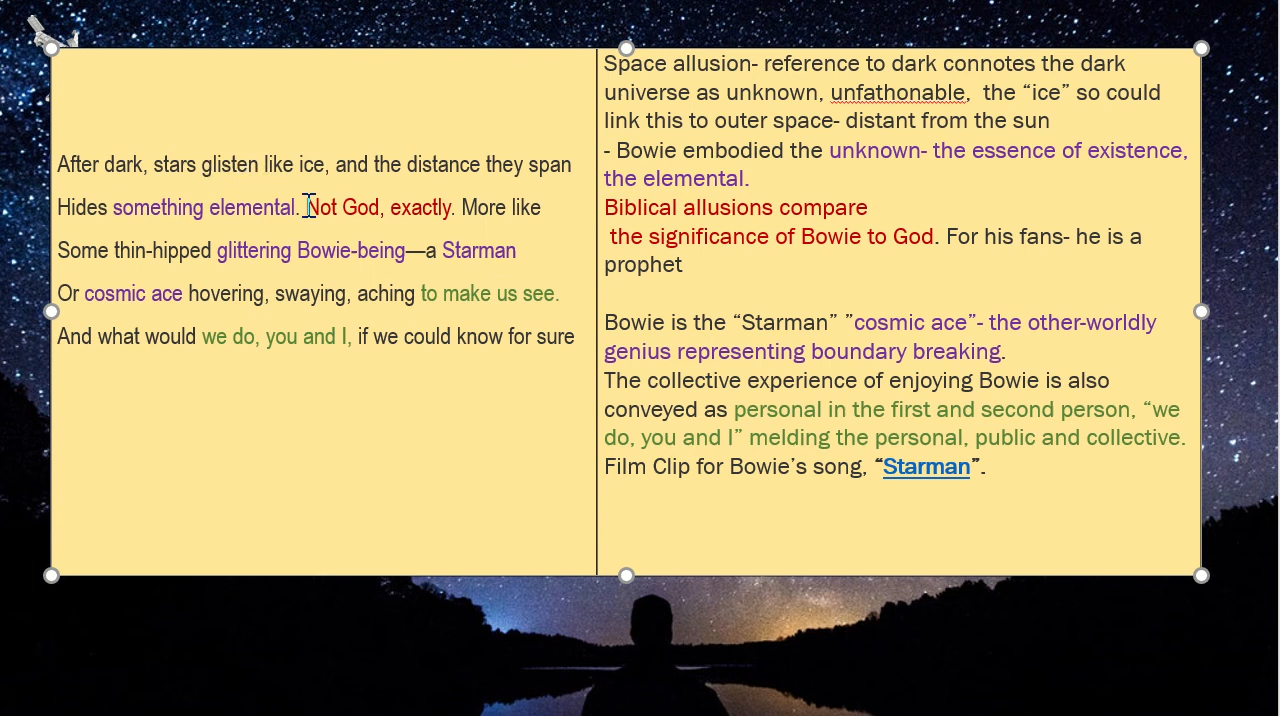 After dark, stars glisten like ice, and the distance they span
Hides something elemental. Not God, exactly. More like
Some thin-hipped glittering Bowie-being—a Starman
Or cosmic ace hovering, swaying, aching to make us see.
And what would we do, you and I, if we could know for sure
Space allusion- reference to dark connotes the dark
universe as unknown, unfathonable,  the “ice” so could
link this to outer space- distant from the sun
- Bowie embodied the unknown- the essence of existence,
the elemental.
Biblical allusions compare
the significance of Bowie to God. For his fans- he is a
prophet
Bowie is the “Starman” ”cosmic ace”- the other-worldly
genius representing boundary breaking.
The collective experience of enjoying Bowie is also
conveyed as personal in the first and second person, “we
do, you and I” melding the personal, public and collective.
Film Clip for Bowie’s song, “Starman”.